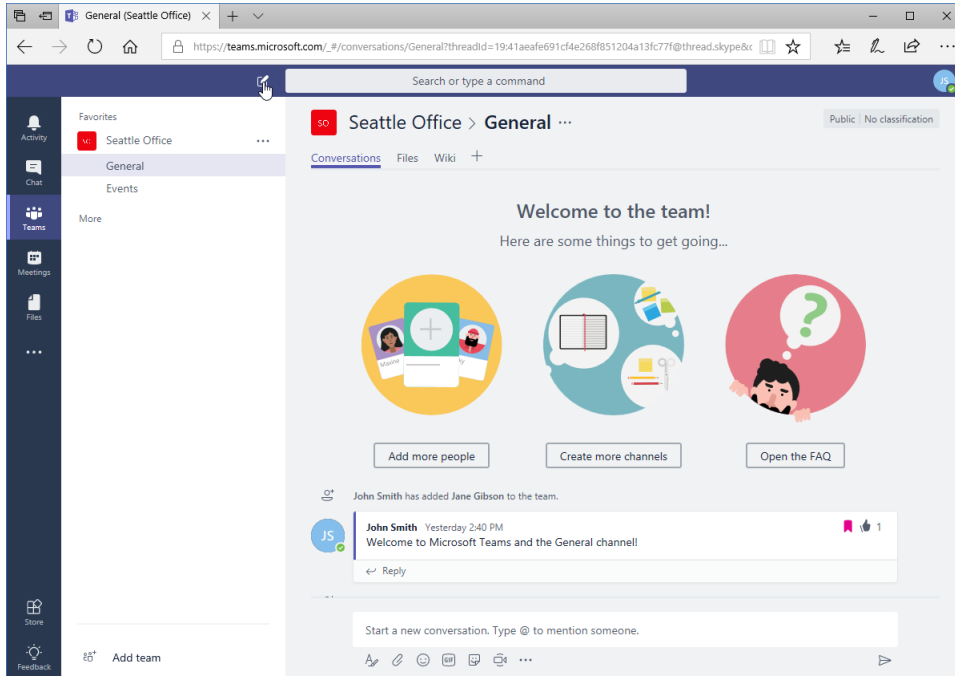 General (Seattle Office)
https://teams.microsoft.com/_#/conversations/General?threadId=19:41aeafe691cf4e268f851204a13fc77f@thread.skype&c
Search or type a command
JS
Activity
Chat
Teams
Meetings
Files
Store
Feedback
Favorites
Seattle Office
General
Events
More
Add team
SO
Seattle Office > General
Public
No classification
Conversations
Files
Wiki
Welcome to the team!
Here are some things to get going...
Maxine
Add more people
Create more channels
?
Open the FAQ
John Smith has added Jane Gibson to the team.
JS
John Smith Yesterday 2:40 PM
1
Welcome to Microsoft Teams and the General channel!
Reply
Start a new conversation. Type @ to mention someone.
GIF